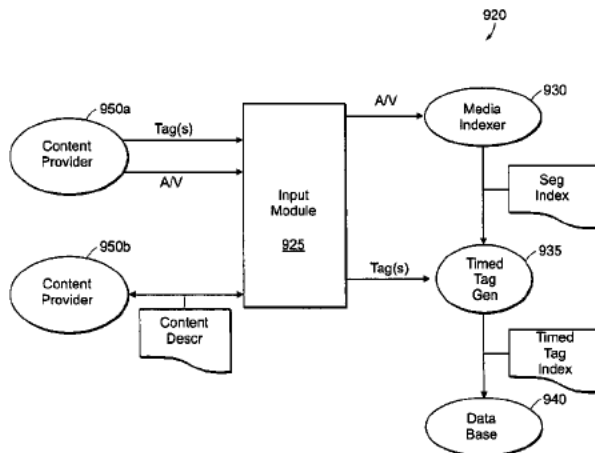 920
950a
Content
Provider
Tag(s)
A/V
Input
Module
925
A/V
930
Media
Indexer
Seg
Index
950b
Content
Provider
Content
Descr
Tag(s)
935
Timed
Tag
Gen
Timed
Tag
Index
940
Data
Base